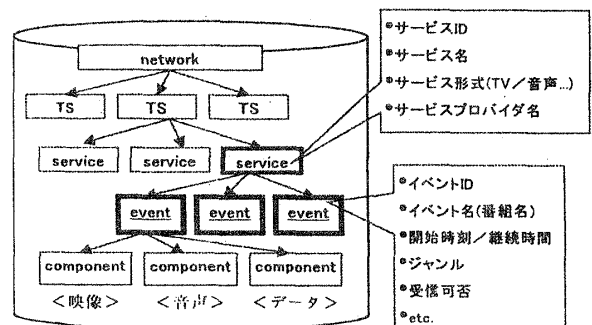 network
TS TS TS
service service service
event event event
component component component
<映像> <音声> <データ>
●サービスID
●サービス名
●サービス形式(TV/音声...)
●サービスプロバイダ名
●イベントID
●イベント名(番組名)
●開始時刻/継続時間
●ジャンル
●受信可否
●etc.